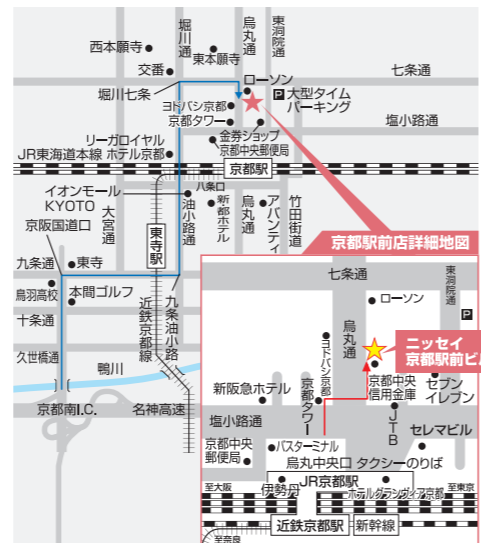 堀川通
烏丸通
東洞院通
西本願寺
東本願寺
交番
ローソン
七条通
堀川七条
P 大型タイム
パーキング
ヨドバシ京都
京都タワー
塩小路通
金券ショップ
京都中央郵便局
リーガロイヤル
ホテル京都
JR東海道本線
京都駅
イオンモール
KYOTO
八条口
大宮通
東寺駅
油小路通
新都ホテル
烏丸通
アバンティ
竹田街道
京阪国道口
九条通
東寺
鳥羽高校
本間ゴルフ
十条通
久世橋通
鴨川
近鉄京都線
九条油小路
京都南I.C.
名神高速
京都駅前店詳細地図
七条通
東洞院通
ローソン
P
烏丸通
ニッセイ
京都駅前ビ
ヨドバシ京都
京都中央
信用金庫
セブン
イレブン
新阪急ホテル
京都タワー
JTB
塩小路通
セレマビル
京都中央
郵便局
バスターミナル
烏丸中央口
タクシーのりば
JR京都駅
至大阪
伊勢丹
ホテルグランヴィア京都
至東京
近鉄京都駅
新幹線
至奈良